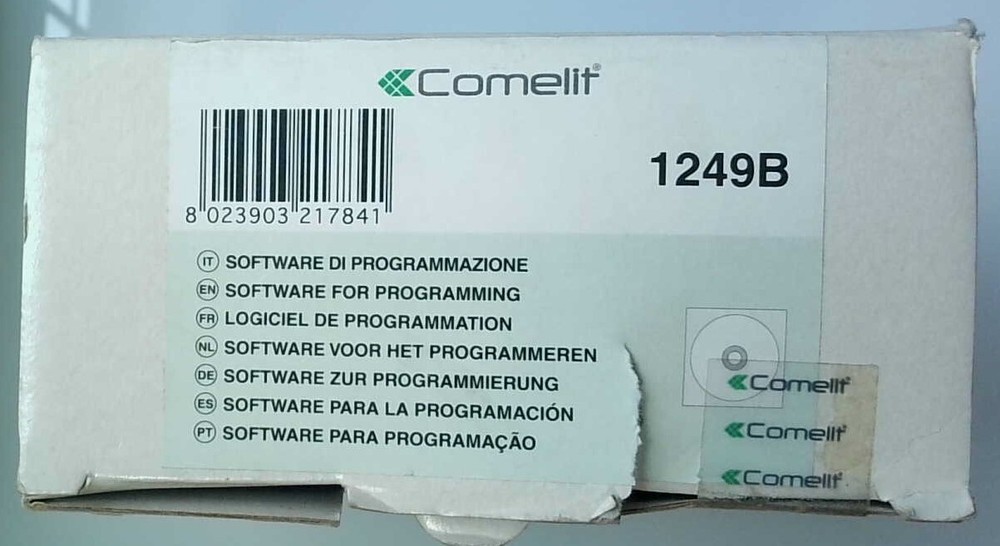 Comelit®
1249B
8 023903 217841
IT SOFTWARE DI PROGRAMMAZIONE
EN SOFTWARE FOR PROGRAMMING
FR LOGICIEL DE PROGRAMMATION
NL SOFTWARE VOOR HET PROGRAMMEREN
DE SOFTWARE ZUR PROGRAMMIERUNG
ES SOFTWARE PARA LA PROGRAMACIÓN
PT SOFTWARE PARA PROGRAMAÇÃO
Comelit®
Comelit®
Comelit®